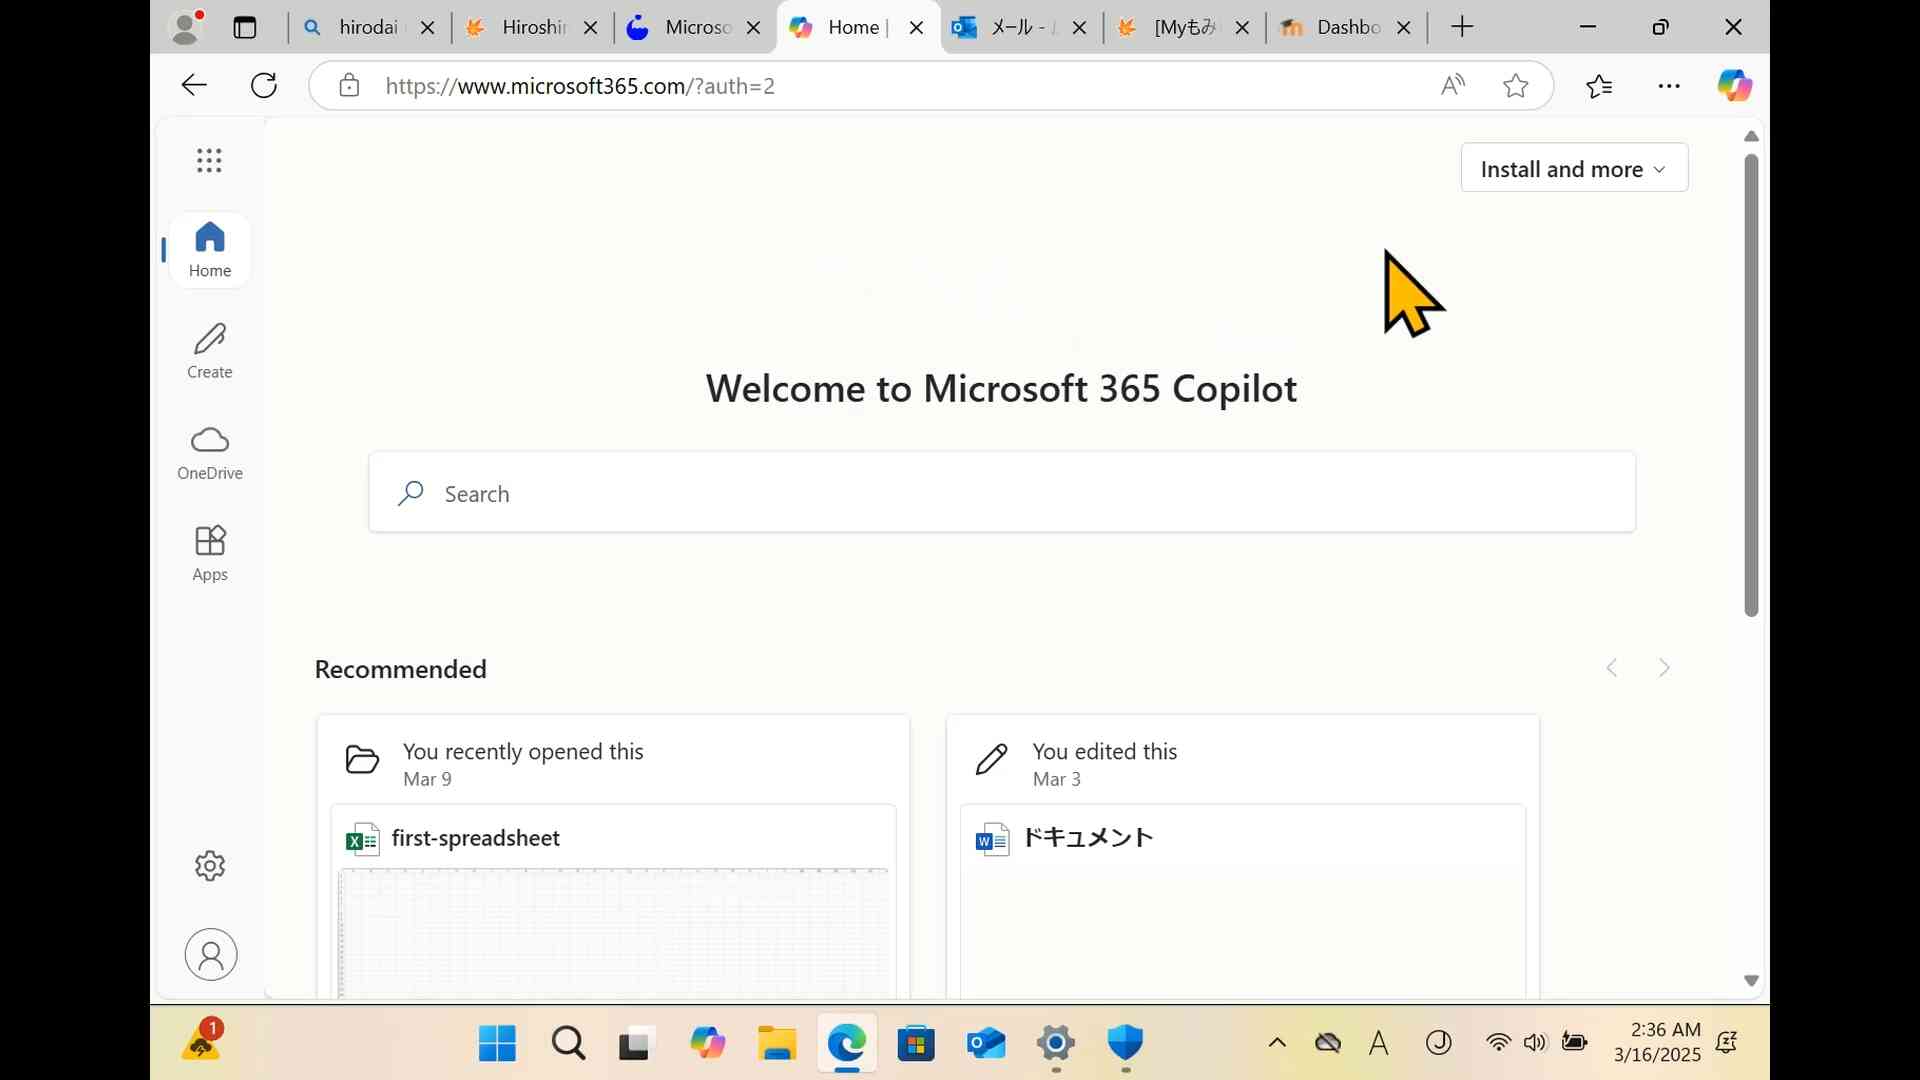 hirodai
Hiroshir
Microso
Home |
メール -
[Myもみ
Dashbo
https://www.microsoft365.com/?auth=2
Install and more
Home
Create
OneDrive
Apps
Welcome to Microsoft 365 Copilot
Search
Recommended
You recently opened this
Mar 9
You edited this
Mar 3
first-spreadsheet
ドキュメント
1
A
J
2:36 AM
3/16/2025